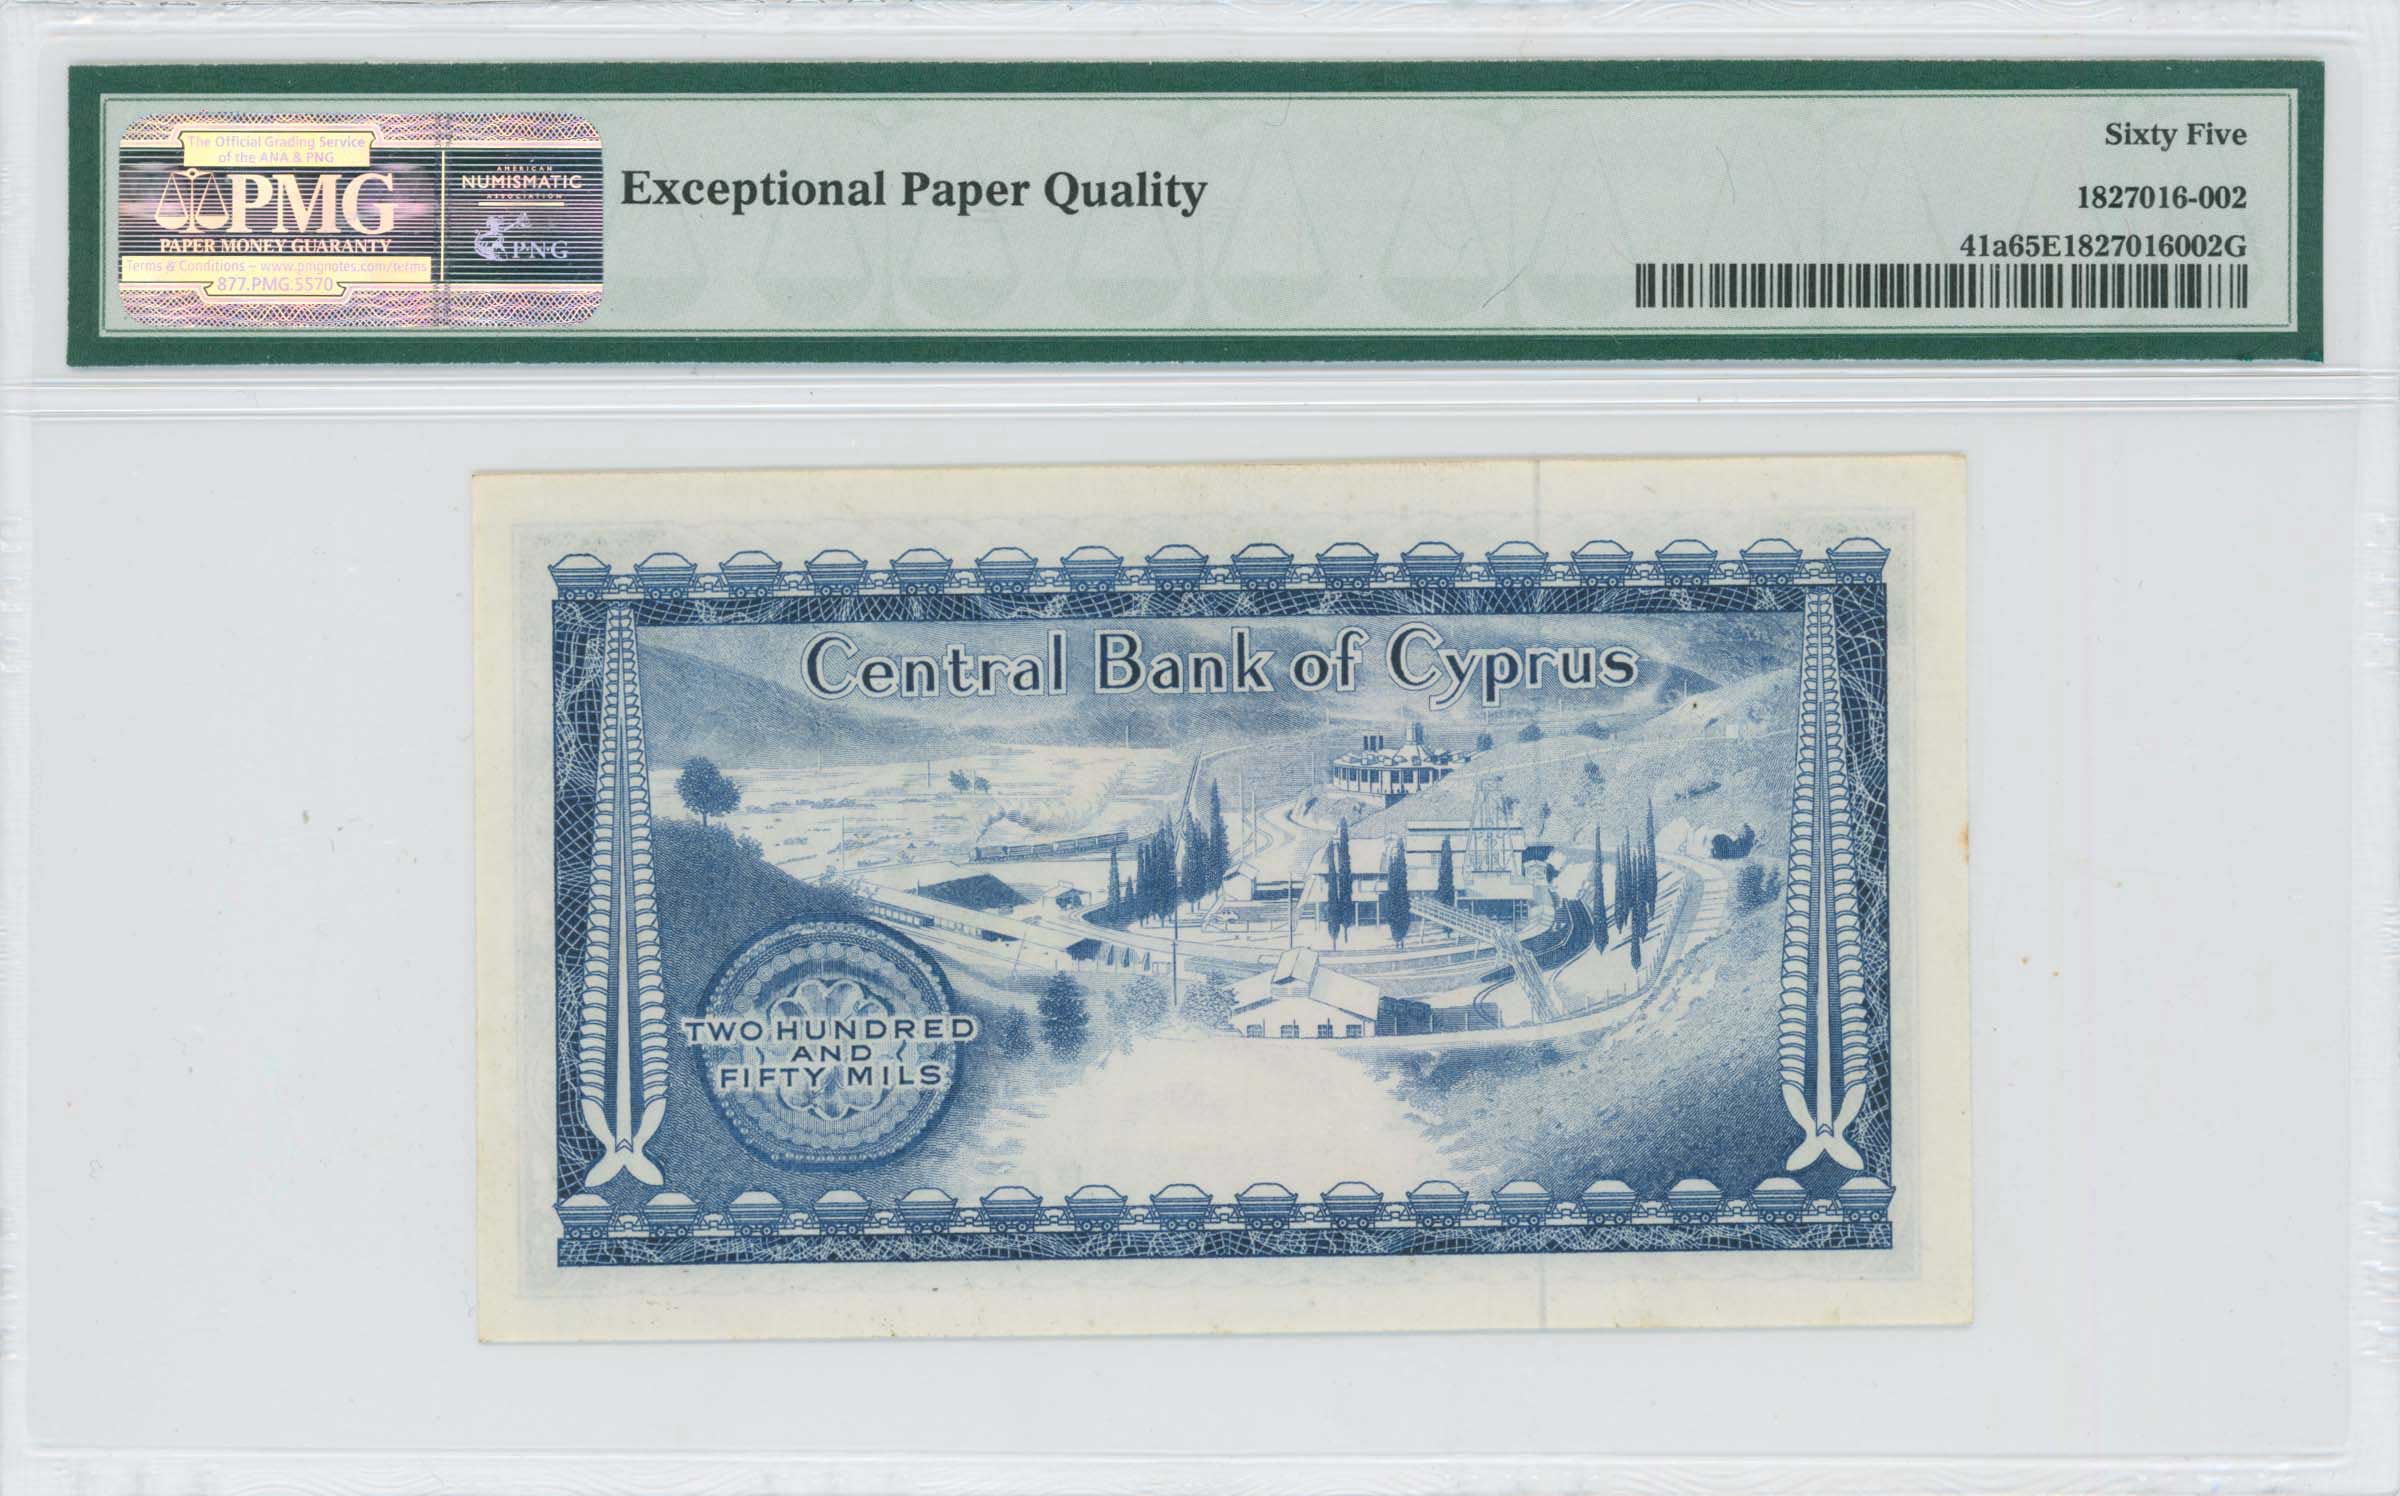 The Official Grading Service
of the ANA & PNG
PMG
PAPER MONEY GUARANTY
Terms & Conditions – www.pmgnotes.com/terms
877.PMG.5570
AMERICAN
NUMISMATIC
ASSOCIATION
PNG
Exceptional Paper Quality
Sixty Five
1827016-002
41a65E1827016002G
Central Bank of Cyprus
TWO HUNDRED
AND
FIFTY MILS